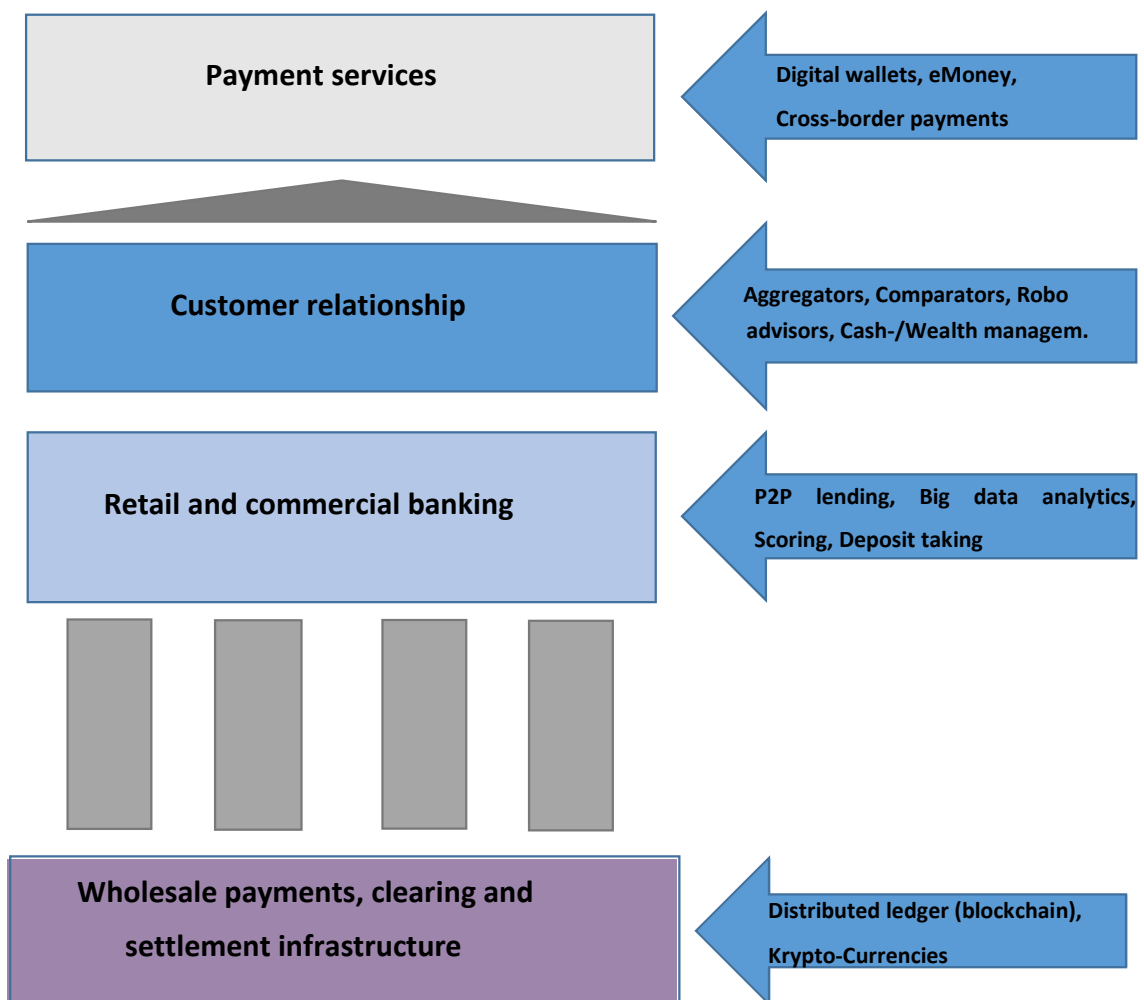 Payment services
Digital wallets, eMoney,
Cross-border payments
Customer relationship
Aggregators, Comparators, Robo
advisors, Cash-/Wealth managem.
Retail and commercial banking
P2P lending, Big data analytics,
Scoring, Deposit taking
Wholesale payments, clearing and
settlement infrastructure
Distributed ledger (blockchain),
Krypto-Currencies